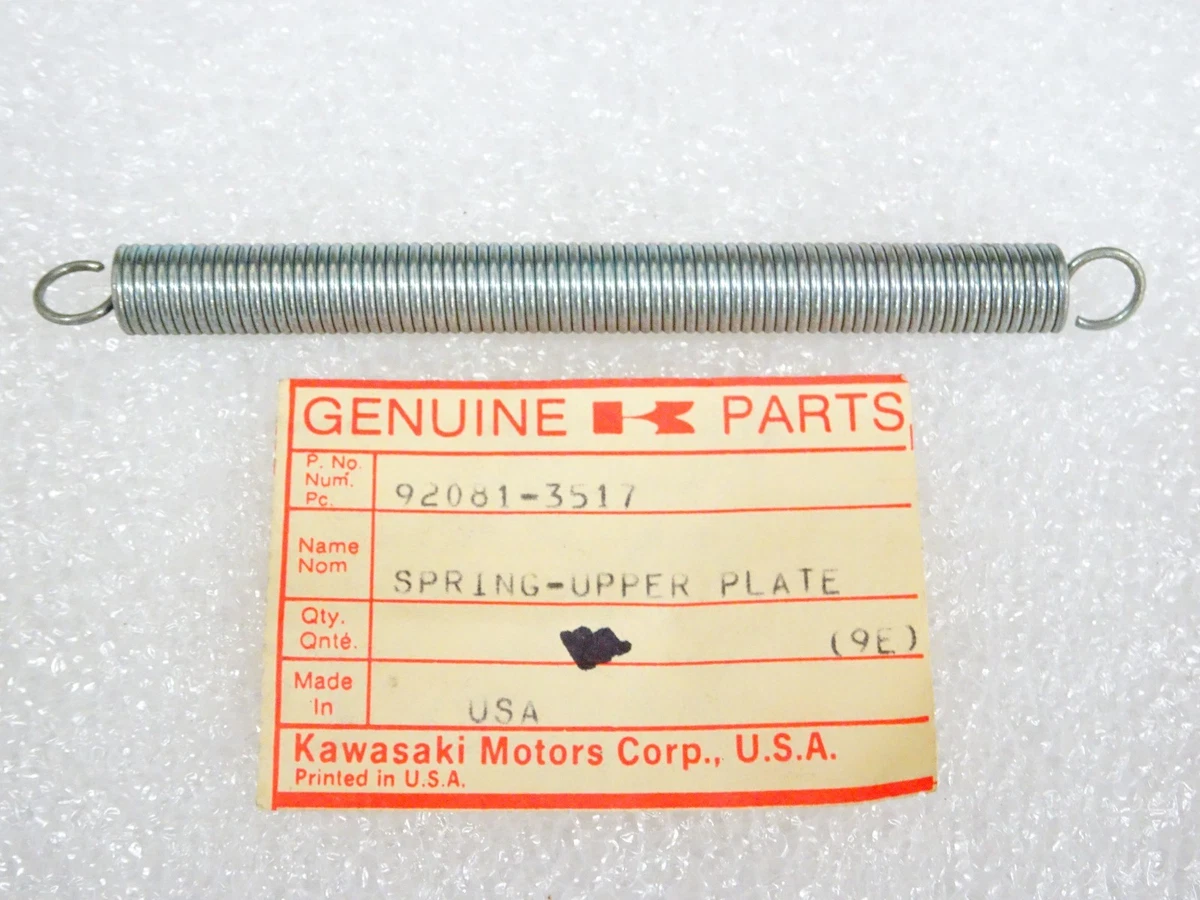 GENUINE K PARTS
P. No.
Num.
Pc.
92081-3517
Name
Nom
SPRING-UPPER PLATE
Qty.
Qnté.
(9E)
Made
In
USA
Kawasaki Motors Corp., U.S.A.
Printed in U.S.A.